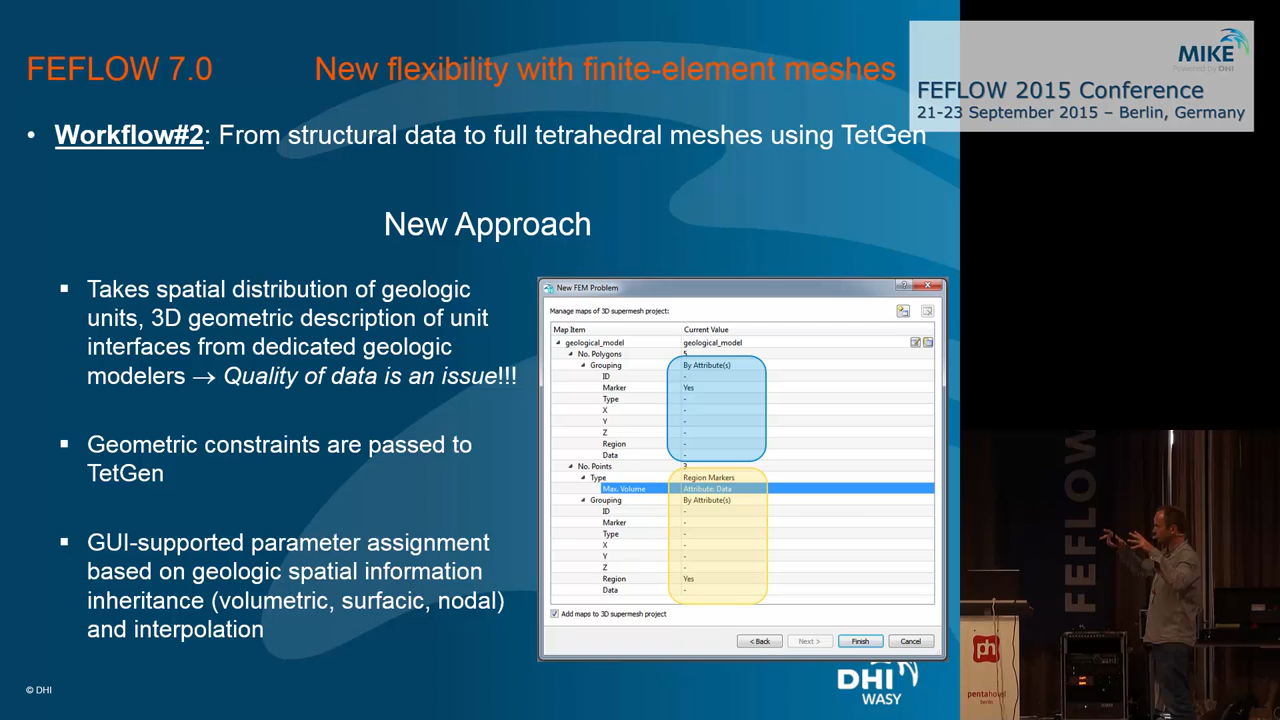 FEFLOW 7.0 New flexibility with finite-element meshes
MIKE
Powered by DHI
FEFLOW 2015 Conference
21-23 September 2015 – Berlin, Germany
• Workflow#2: From structural data to full tetrahedral meshes using TetGen
New Approach
▪ Takes spatial distribution of geologic
units, 3D geometric description of unit
interfaces from dedicated geologic
modelers → Quality of data is an issue!!!
▪ Geometric constraints are passed to
TetGen
▪ GUI-supported parameter assignment
based on geologic spatial information
inheritance (volumetric, surfacic, nodal)
and interpolation
New FEM Problem
Manage maps of 3D supermesh project:
Map Item Current Value
geological_model geological_model
No. Polygons 5
Grouping By Attribute(s)
ID -
Marker Yes
Type -
X -
Y -
Z -
Region -
Data -
No. Points 3
Type Region Markers
Max. Volume Attribute: Data
Grouping By Attribute(s)
ID -
Marker -
Type -
X -
Y -
Z -
Region Yes
Data -
Add maps to 3D supermesh project
< Back Next > Finish Cancel
DHI
WASY
© DHI
FEFLOW
ph
pentahotel
berlin